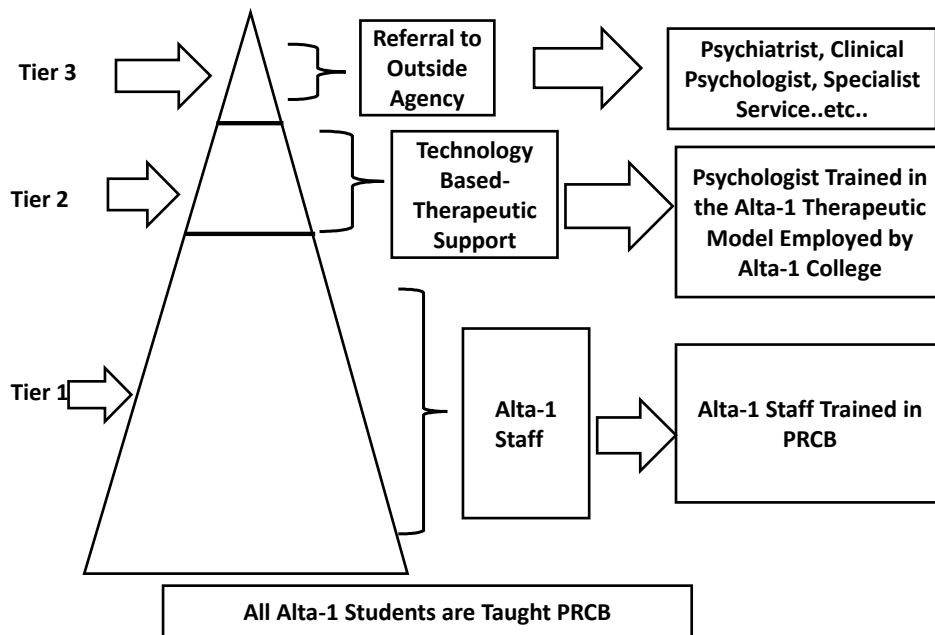 Tier 3
Referral to
Outside
Agency
Psychiatrist, Clinical
Psychologist, Specialist
Service..etc..
Tier 2
Technology
Based-
Therapeutic
Support
Psychologist Trained in
the Alta-1 Therapeutic
Model Employed by
Alta-1 College
Tier 1
Alta-1
Staff
Alta-1 Staff Trained in
PRCB
All Alta-1 Students are Taught PRCB